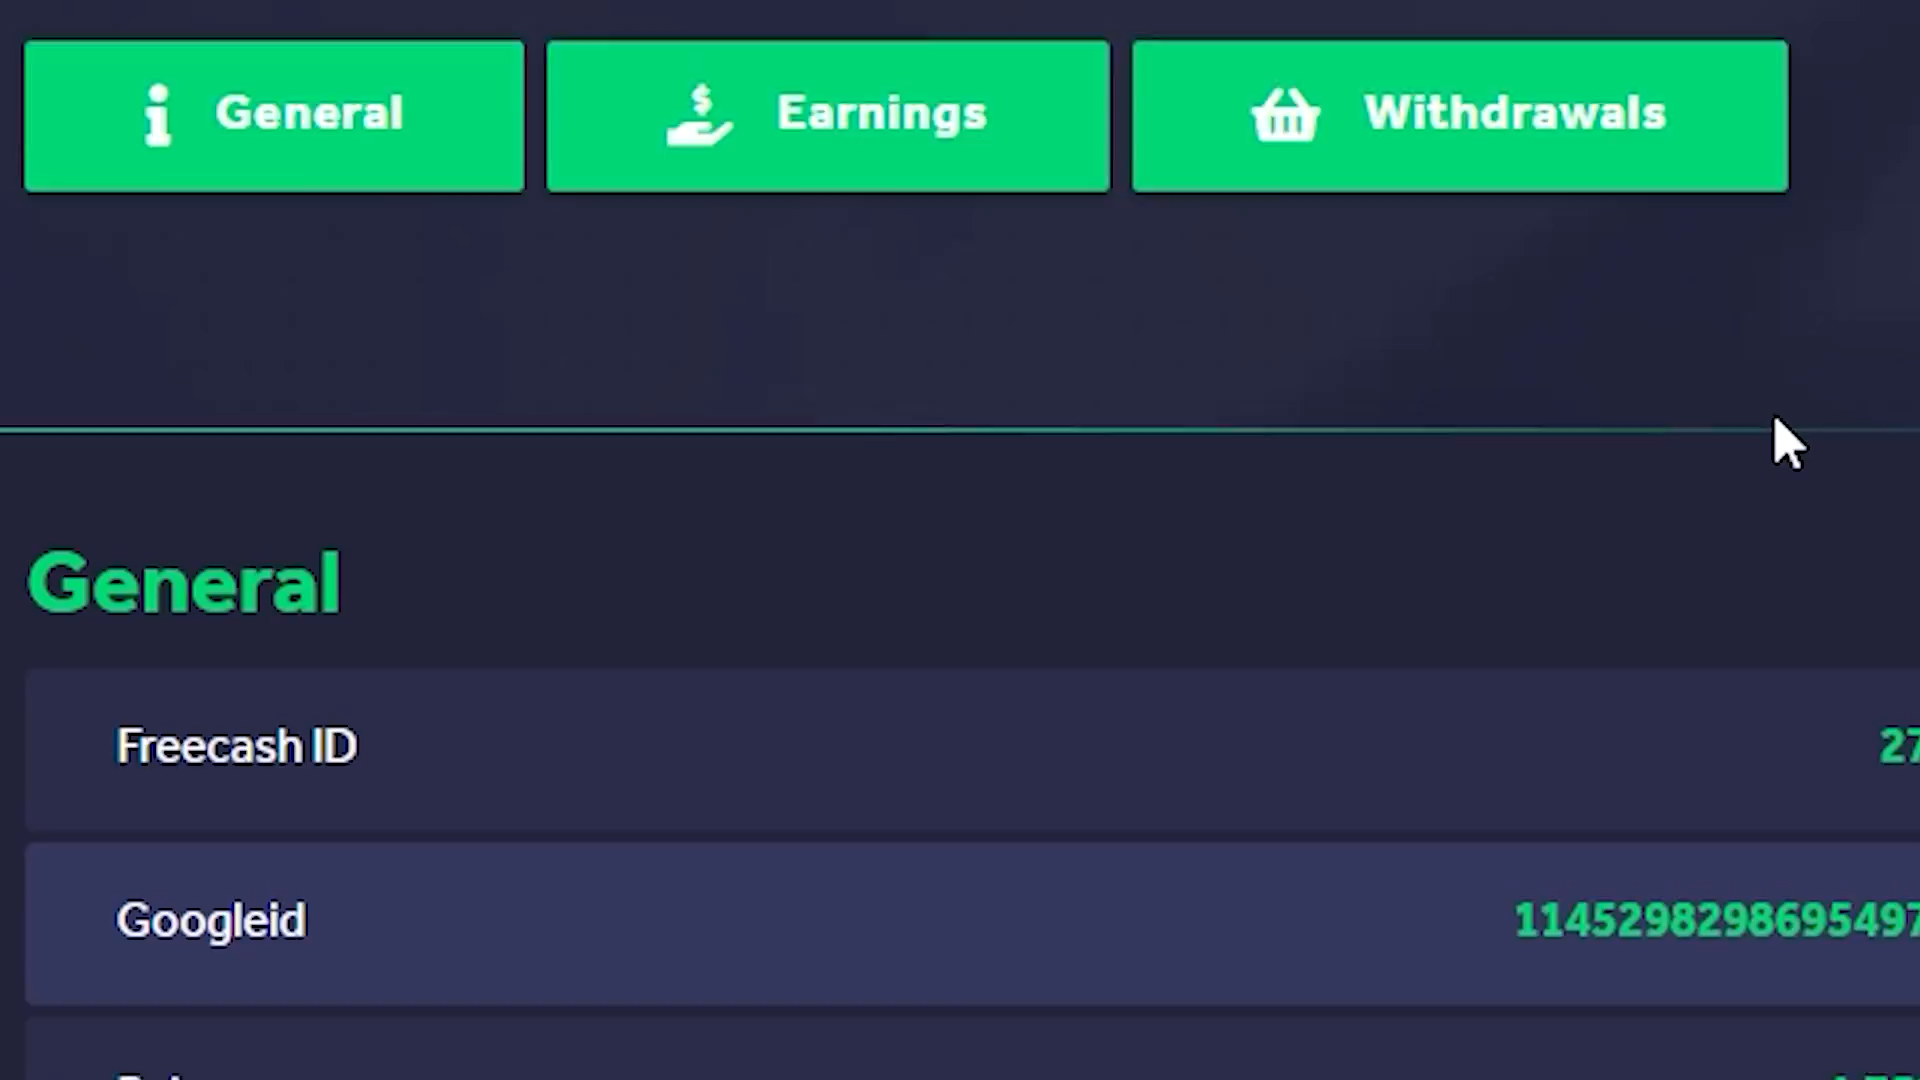 General
Earnings
Withdrawals
General
Freecash ID
27
Googleid
1145298298695497